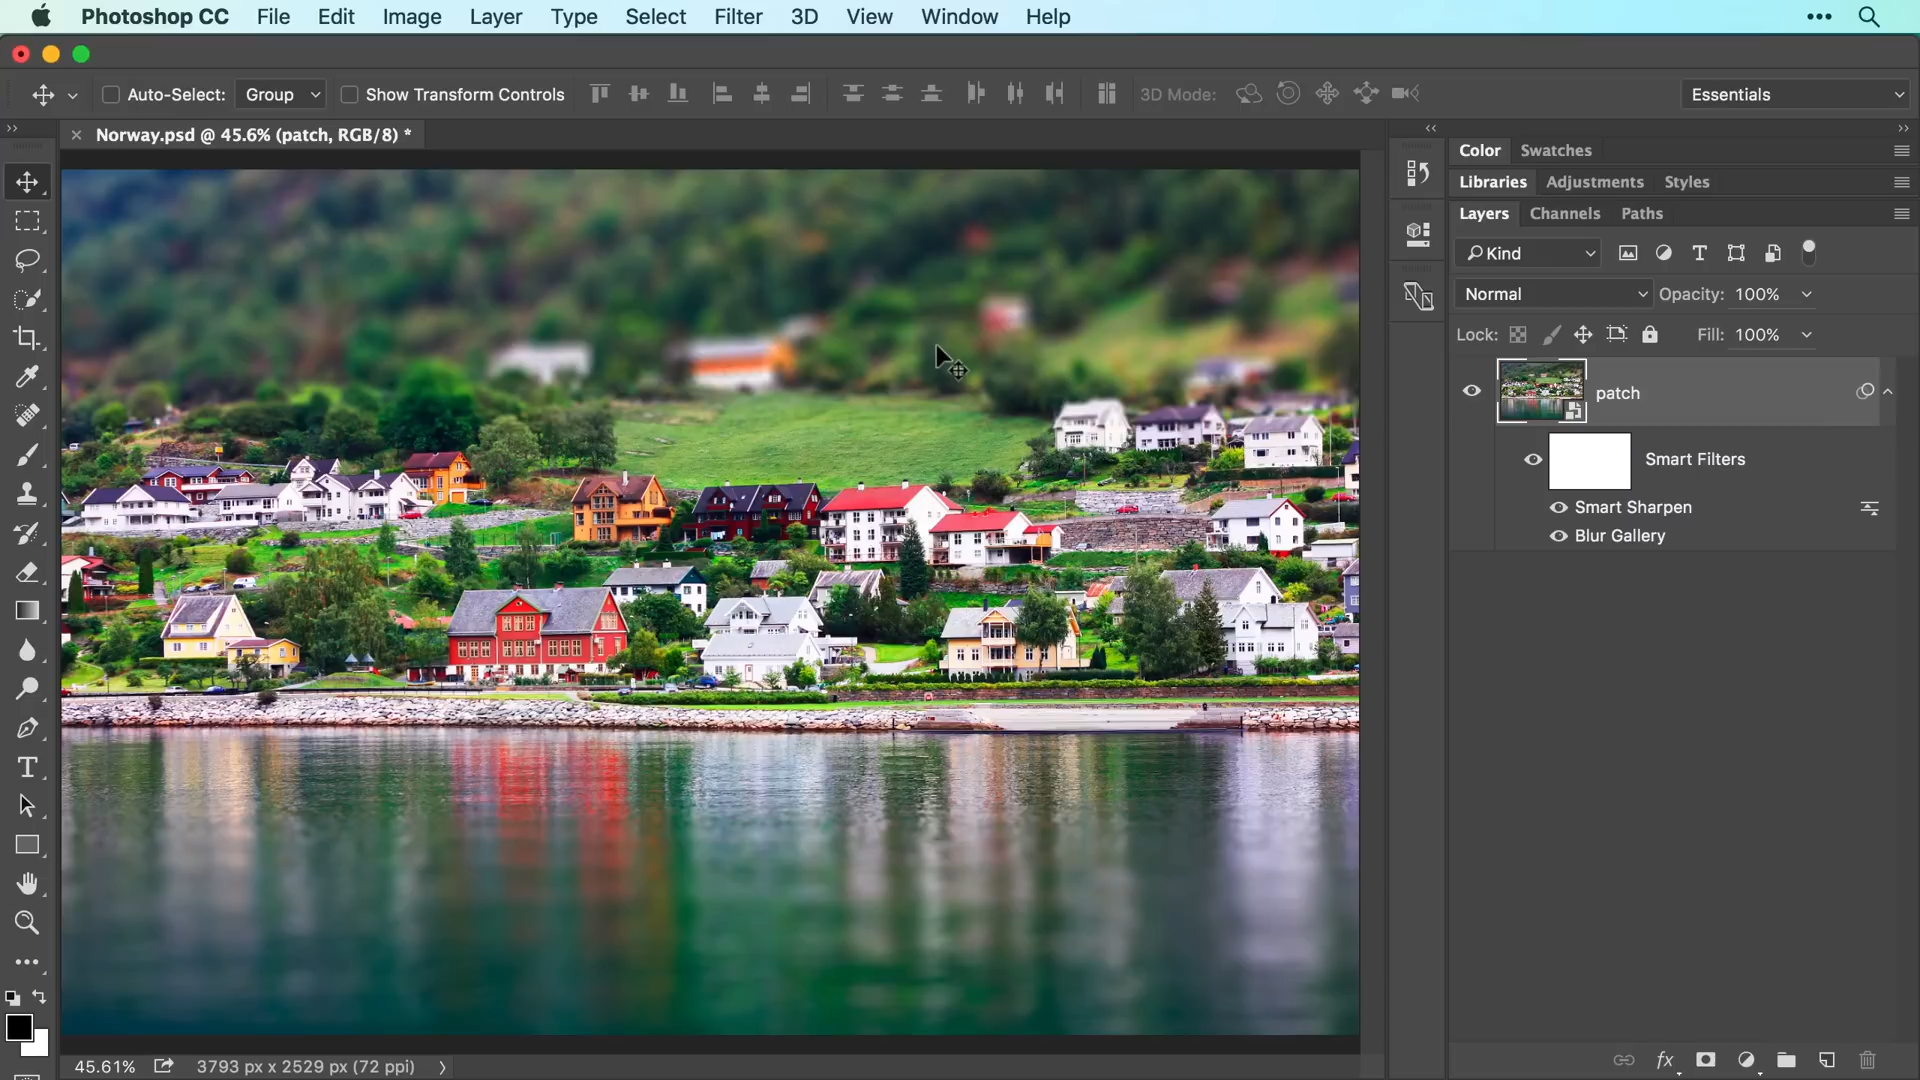 Photoshop CC File Edit Image Layer Type Select Filter 3D View Window Help
Auto-Select: Group Show Transform Controls 3D Mode: Essentials
Norway.psd @ 45.6% (patch, RGB/8) *
Color Swatches
Libraries Adjustments Styles
Layers Channels Paths
Kind
Normal Opacity: 100%
Lock: Fill: 100%
patch
Smart Filters
Smart Sharpen
Blur Gallery
45.61% 3793 px x 2529 px (72 ppi)